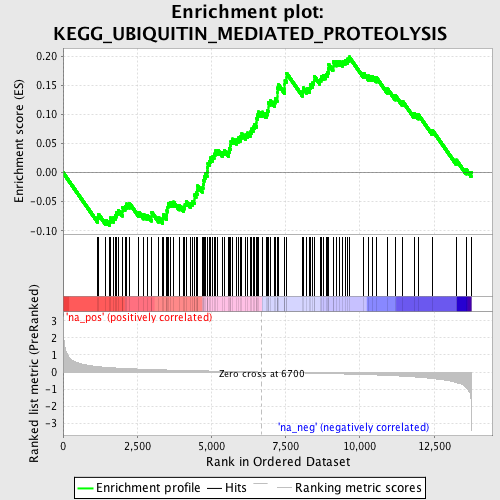 Enrichment plot:
KEGG_UBIQUITIN_MEDIATED_PROTEOLYSIS
Enrichment score (ES)
0.20
0.15
0.10
0.05
0.00
-0.05
-0.10
'na_pos' (positively correlated)
Ranked list metric (PreRanked)
3
2
1
0
-1
-2
-3
Zero cross at 6700
'na_neg' (negatively correlated)
0
2,500
5,000
7,500
10,000
12,500
Rank in Ordered Dataset
Enrichment profile
Hits
Ranking metric scores